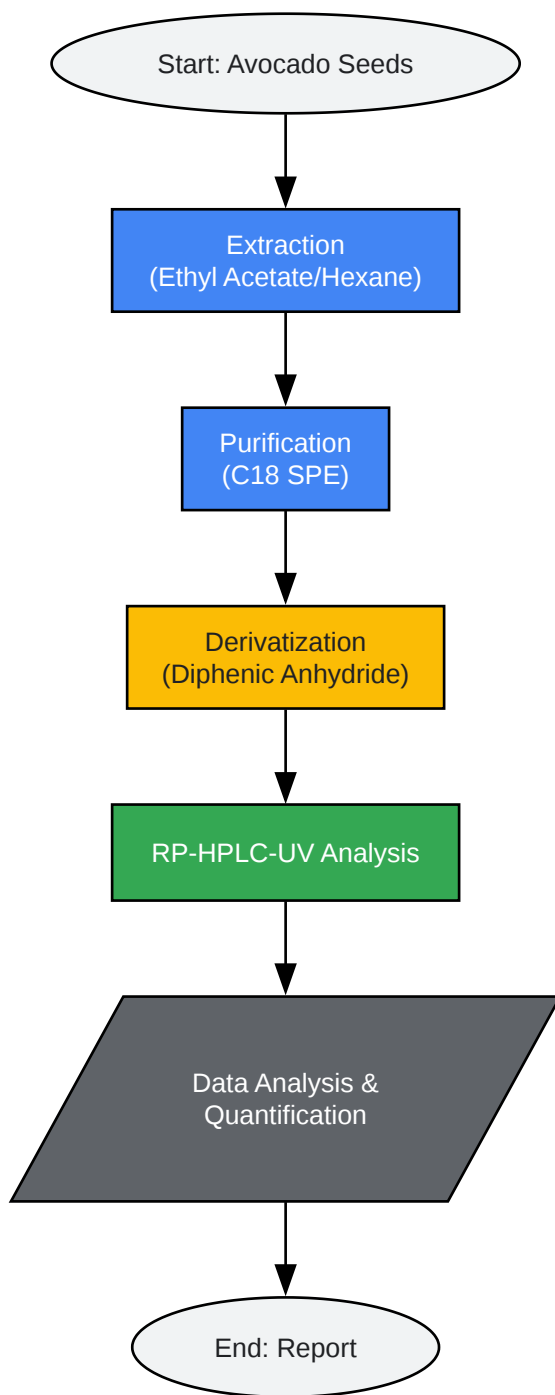 Start: Avocado Seeds
Extraction
(Ethyl Acetate/Hexane)
Purification
(C18 SPE)
Derivatization
(Diphenic Anhydride)
RP-HPLC-UV Analysis
Data Analysis &
Quantification
End: Report